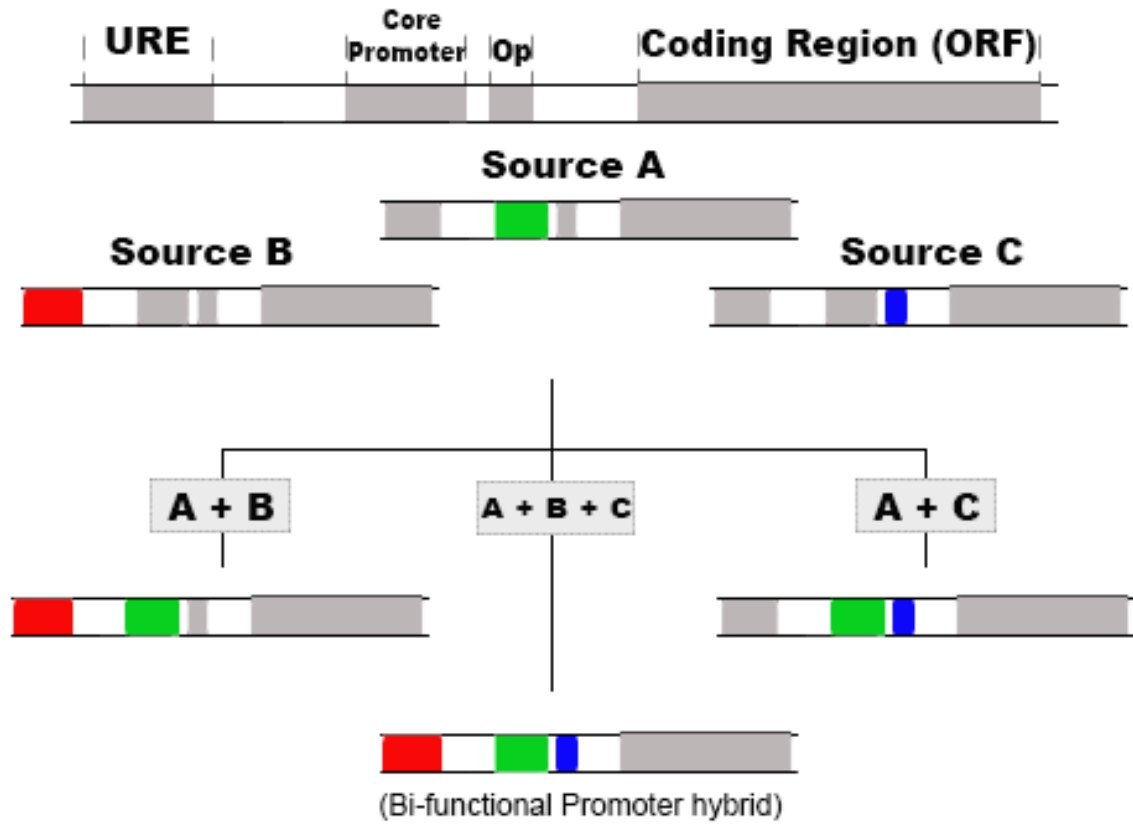 URE
Core
Promoter
Op
Coding Region (ORF)
Source A
Source B
Source C
A + B
A + B + C
A + C
(Bi-functional Promoter hybrid)